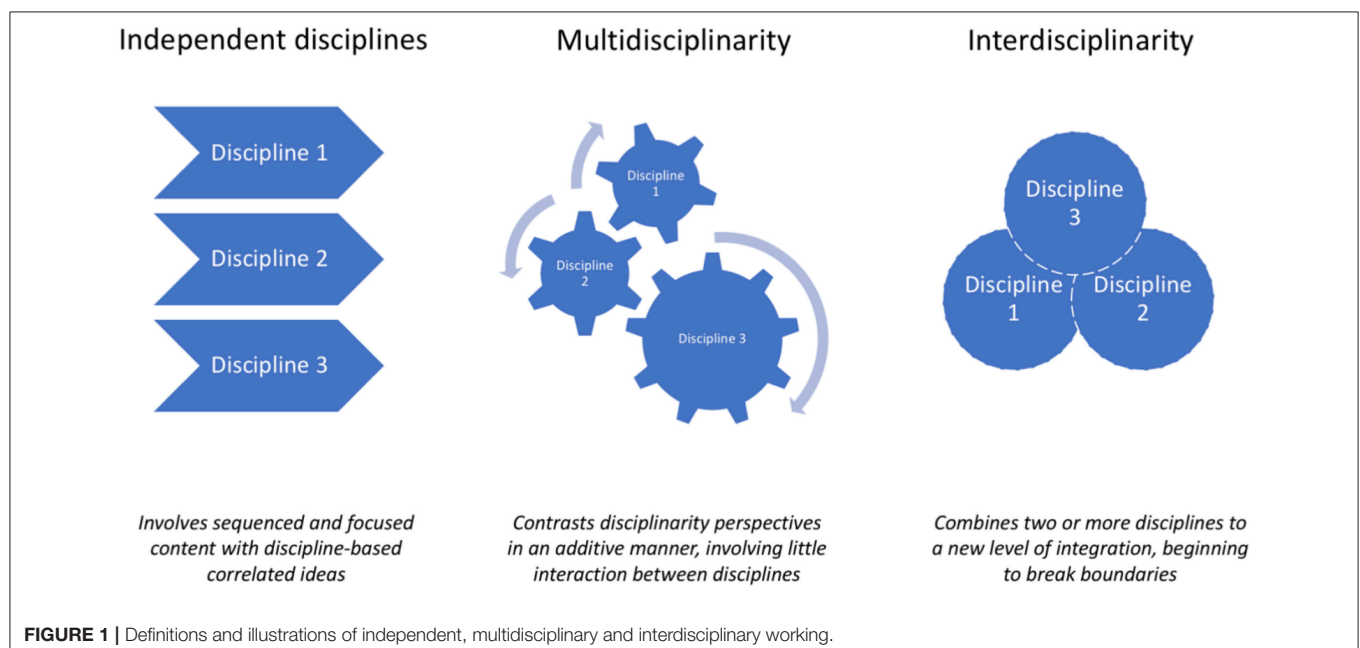 Independent disciplines
Discipline 1
Discipline 2
Discipline 3
Involves sequenced and focused
content with discipline-based
correlated ideas
Multidisciplinarity
Discipline
1
Discipline
2
Discipline 3
Contrasts disciplinarity perspectives
in an additive manner, involving little
interaction between disciplines
Interdisciplinarity
Discipline
3
Discipline
1
Discipline
2
Combines two or more disciplines to
a new level of integration, beginning
to break boundaries
FIGURE 1 | Definitions and illustrations of independent, multidisciplinary and interdisciplinary working.